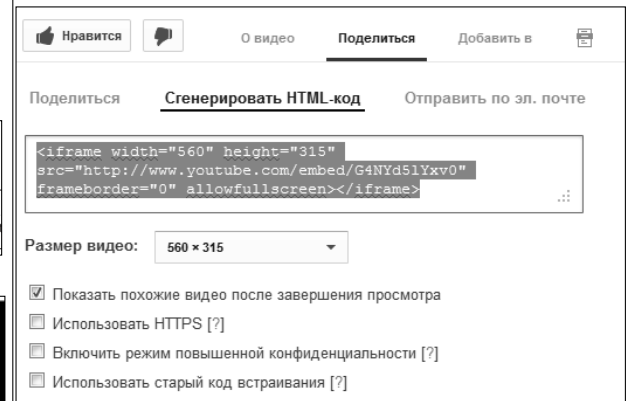 Нравится О видео Поделиться Добавить в
Поделиться Сгенерировать HTML-код Отправить по эл. почте
<iframe width="560" height="315"
src="http://www.youtube.com/embed/G4NYd51Yxv0"
frameborder="0" allowfullscreen></iframe>
Размер видео: 560 × 315
Показать похожие видео после завершения просмотра
Использовать HTTPS [?]
Включить режим повышенной конфиденциальности [?]
Использовать старый код встраивания [?]